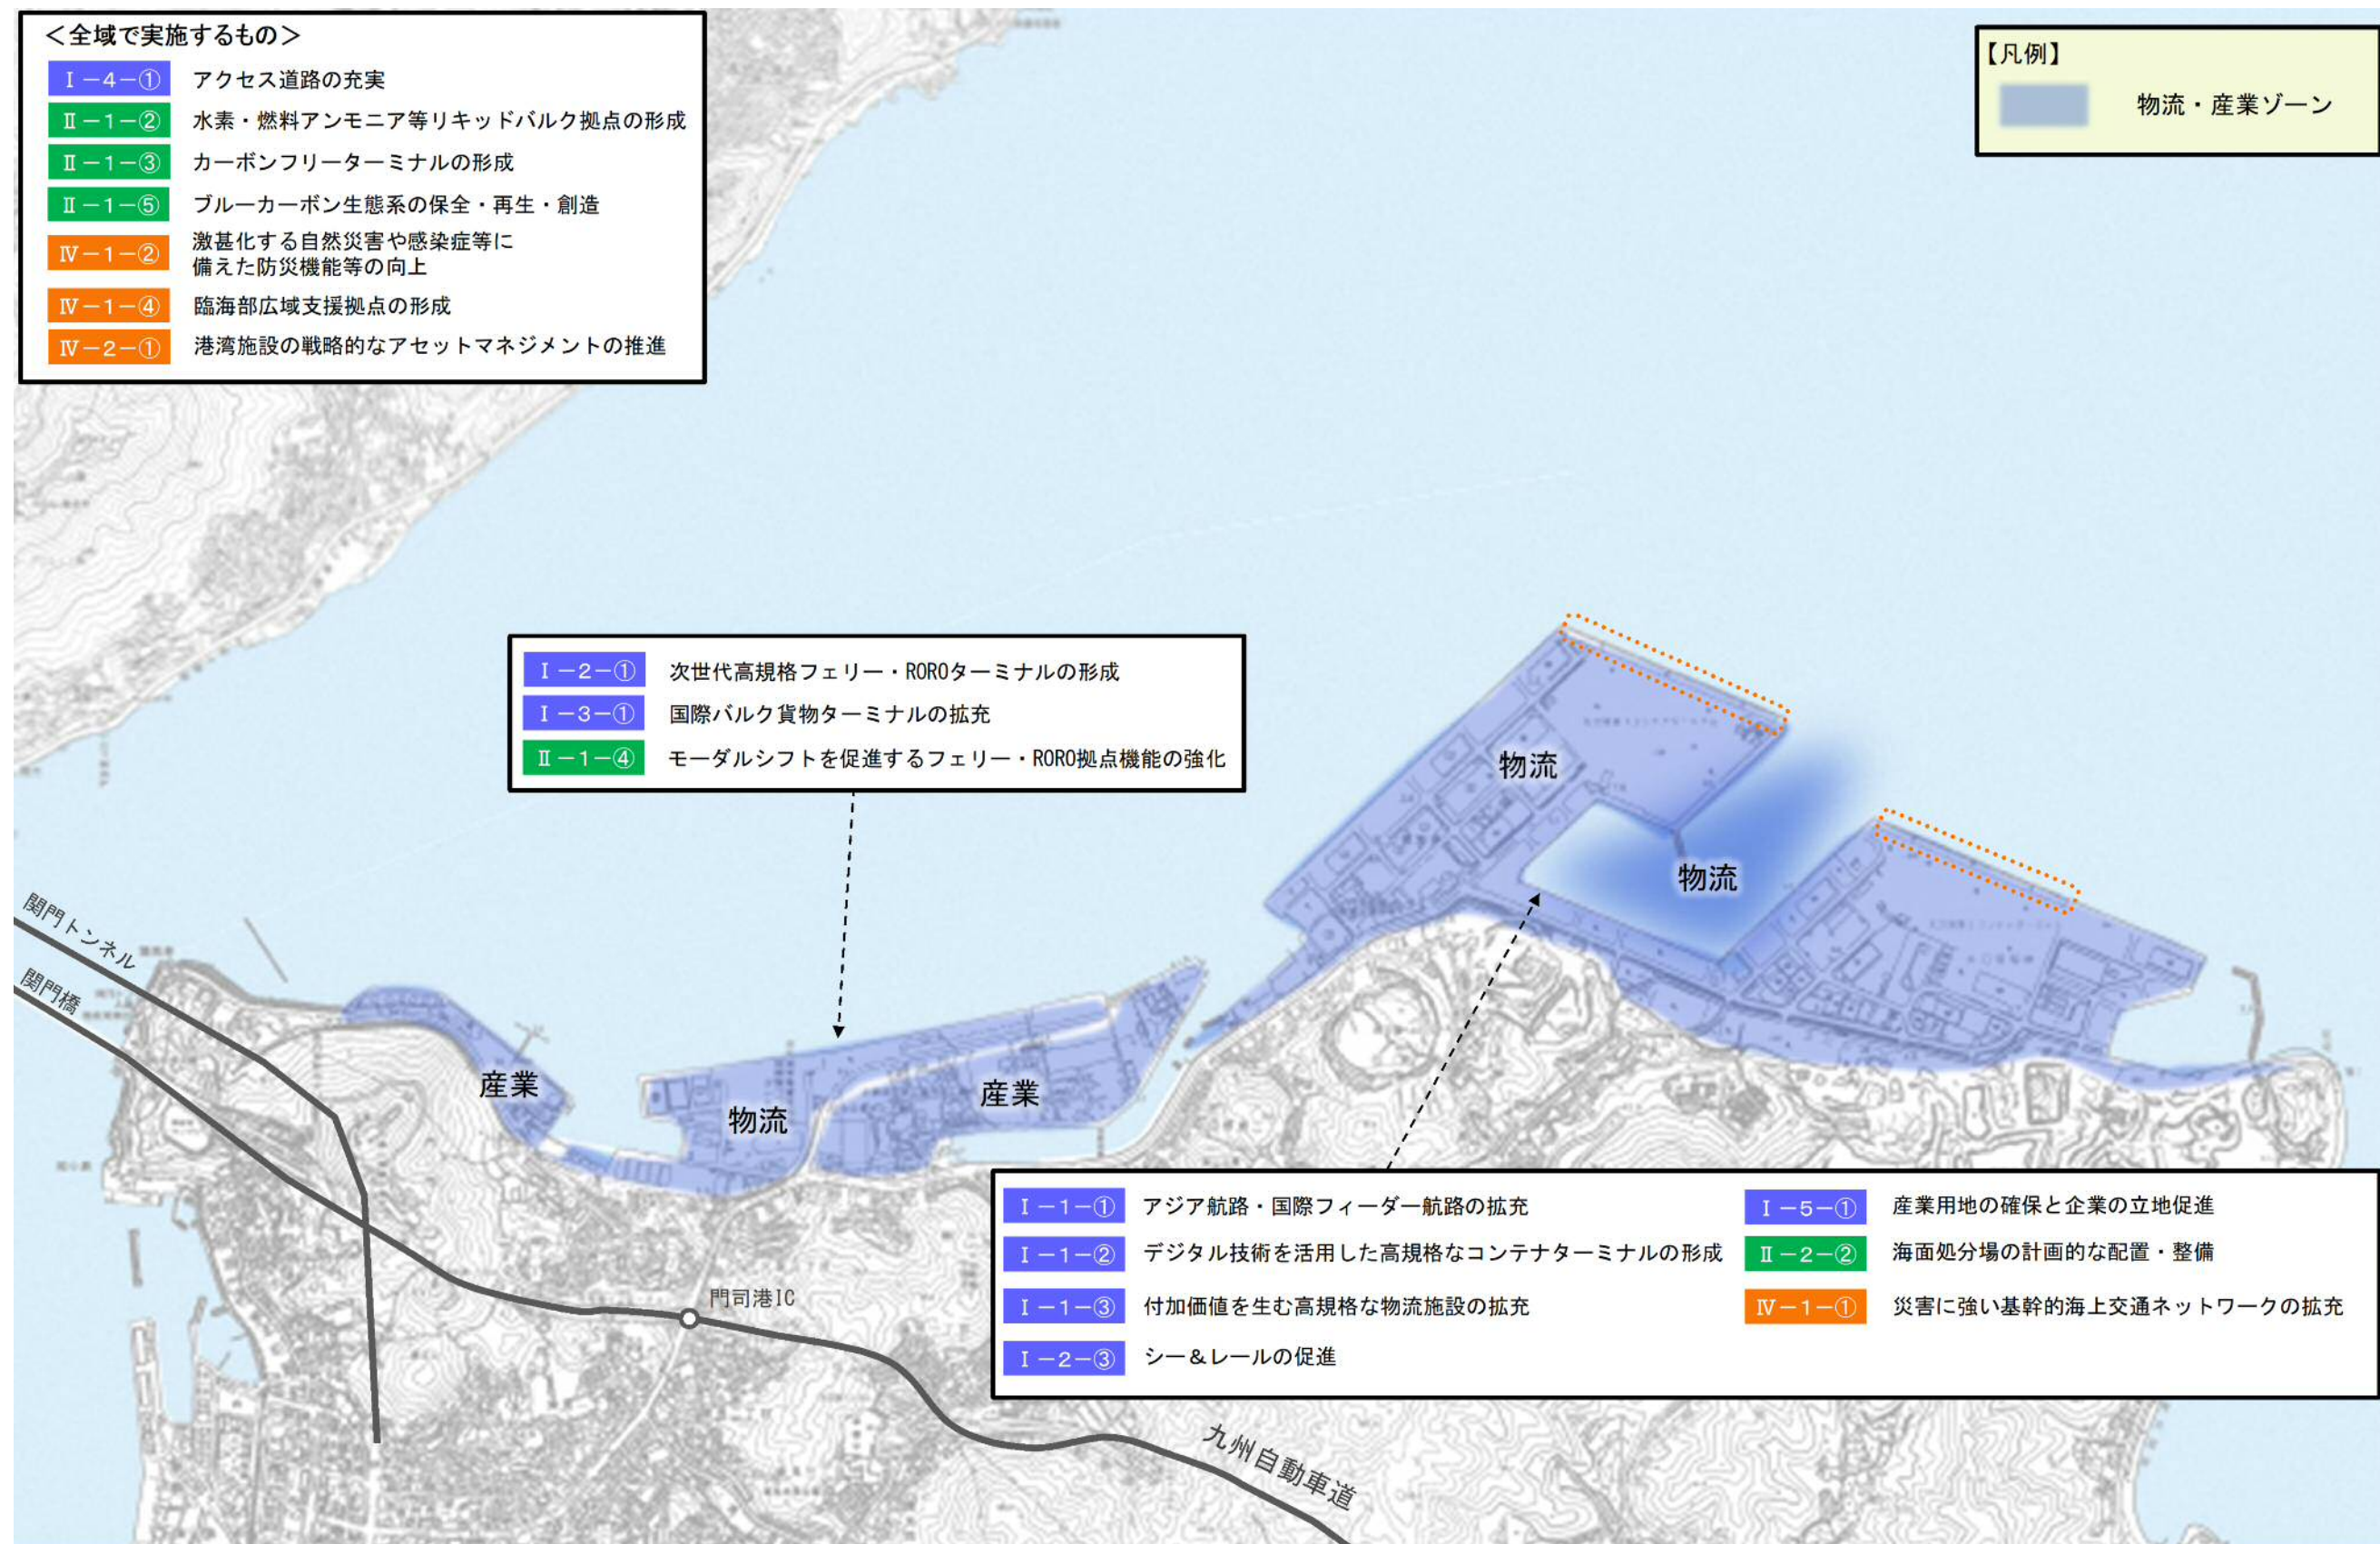 ＜全域で実施するもの＞
Ⅰ－4－① アクセス道路の充実
Ⅱ－1－② 水素・燃料アンモニア等リキッドバルク拠点の形成
Ⅱ－1－③ カーボンフリーターミナルの形成
Ⅱ－1－⑤ ブルーカーボン生態系の保全・再生・創造
Ⅳ－1－② 激甚化する自然災害や感染症等に
備えた防災機能等の向上
Ⅳ－1－④ 臨海部広域支援拠点の形成
Ⅳ－2－① 港湾施設の戦略的なアセットマネジメントの推進
【凡例】
物流・産業ゾーン
Ⅰ－2－① 次世代高規格フェリー・ROROターミナルの形成
Ⅰ－3－① 国際バルク貨物ターミナルの拡充
Ⅱ－1－④ モーダルシフトを促進するフェリー・RORO拠点機能の強化
物流
物流
関門トンネル
関門橋
産業
物流
産業
Ⅰ－1－① アジア航路・国際フィーダー航路の拡充
Ⅰ－1－② デジタル技術を活用した高規格なコンテナターミナルの形成
Ⅰ－1－③ 付加価値を生む高規格な物流施設の拡充
Ⅰ－2－③ シー＆レールの促進
Ⅰ－5－① 産業用地の確保と企業の立地促進
Ⅱ－2－② 海面処分場の計画的な配置・整備
Ⅳ－1－① 災害に強い基幹的海上交通ネットワークの拡充
門司港IC
九州自動車道